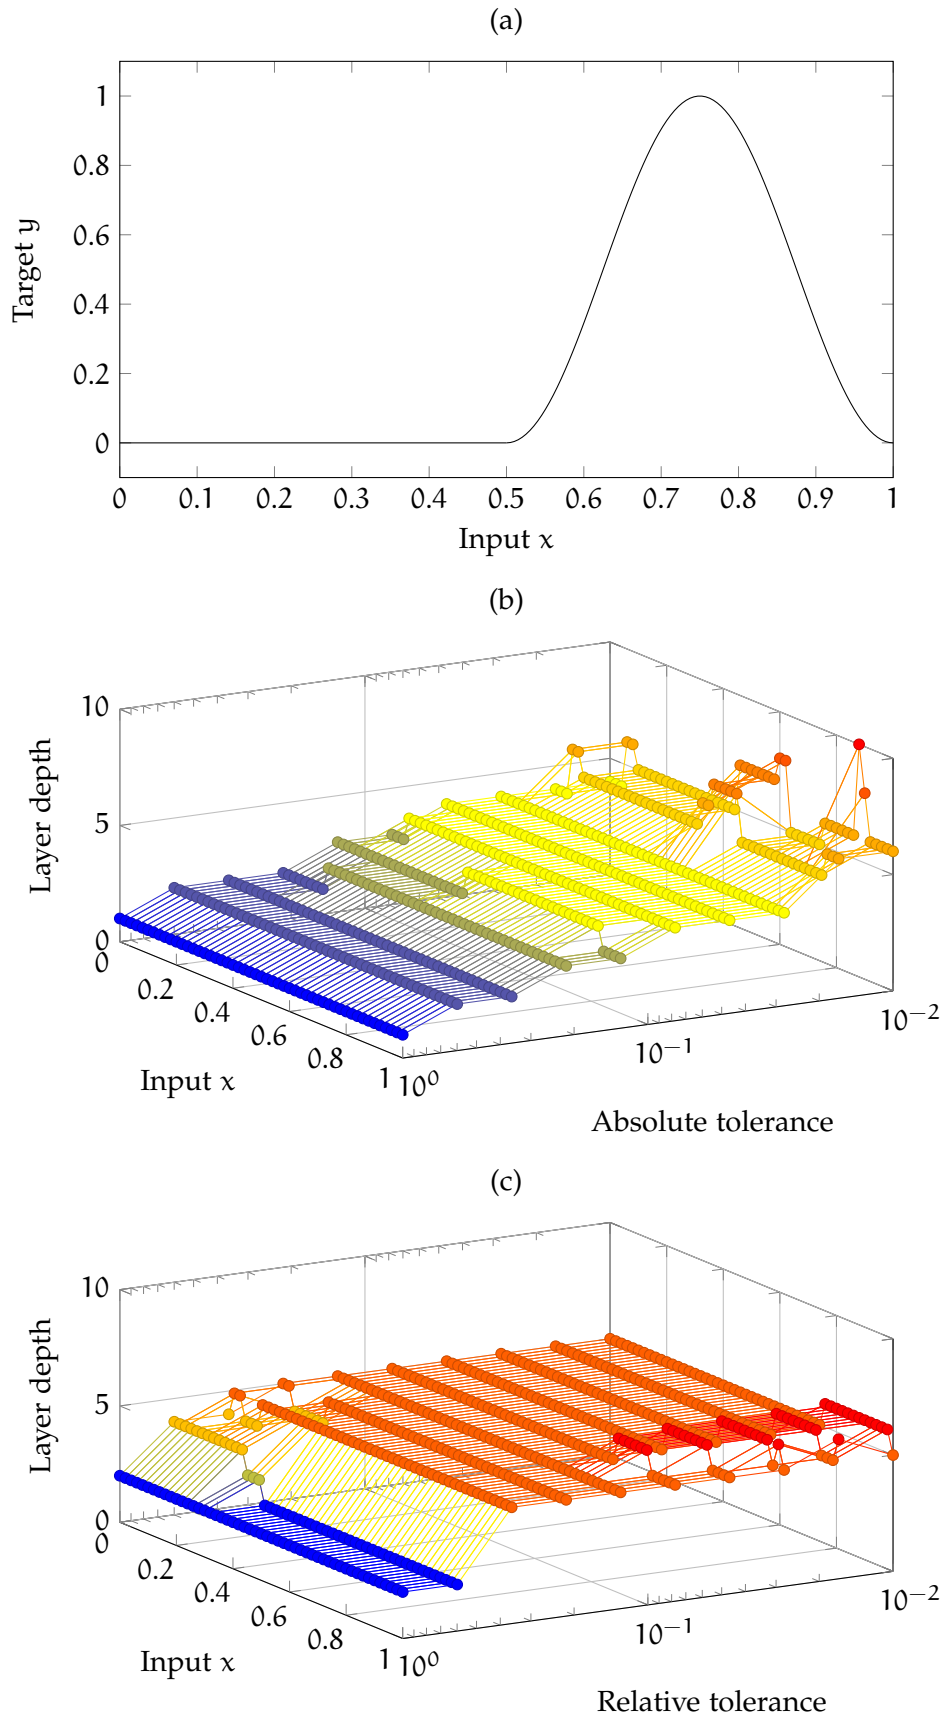 (a)
1
0.8
0.6
0.4
0.2
0
Target y
0 0.1 0.2 0.3 0.4 0.5 0.6 0.7 0.8 0.9 1
Input x
(b)
10
5
0
Layer depth
0 0.2 0.4 0.6 0.8 1
Input x
10⁰ 10⁻¹ 10⁻²
Absolute tolerance
(c)
10
5
0
Layer depth
0 0.2 0.4 0.6 0.8 1
Input x
10⁰ 10⁻¹ 10⁻²
Relative tolerance